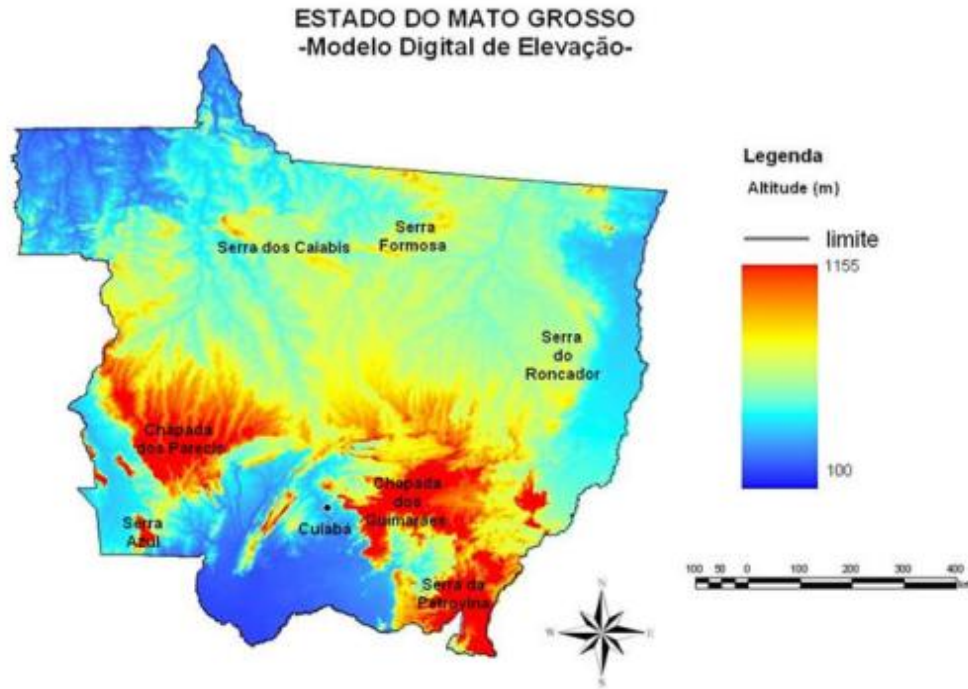 ESTADO DO MATO GROSSO
-Modelo Digital de Elevação-
Legenda
Altitude (m)
limite
1155
100
Serra dos Caiabis
Serra
Formosa
Serra
do
Roncador
Chapada
dos Parecis
Chapada
dos
Guimarães
Cuiabá
Serra
Azul
Serra da
Petrovina
100 50 0 100 200 300 400
N
W E
S